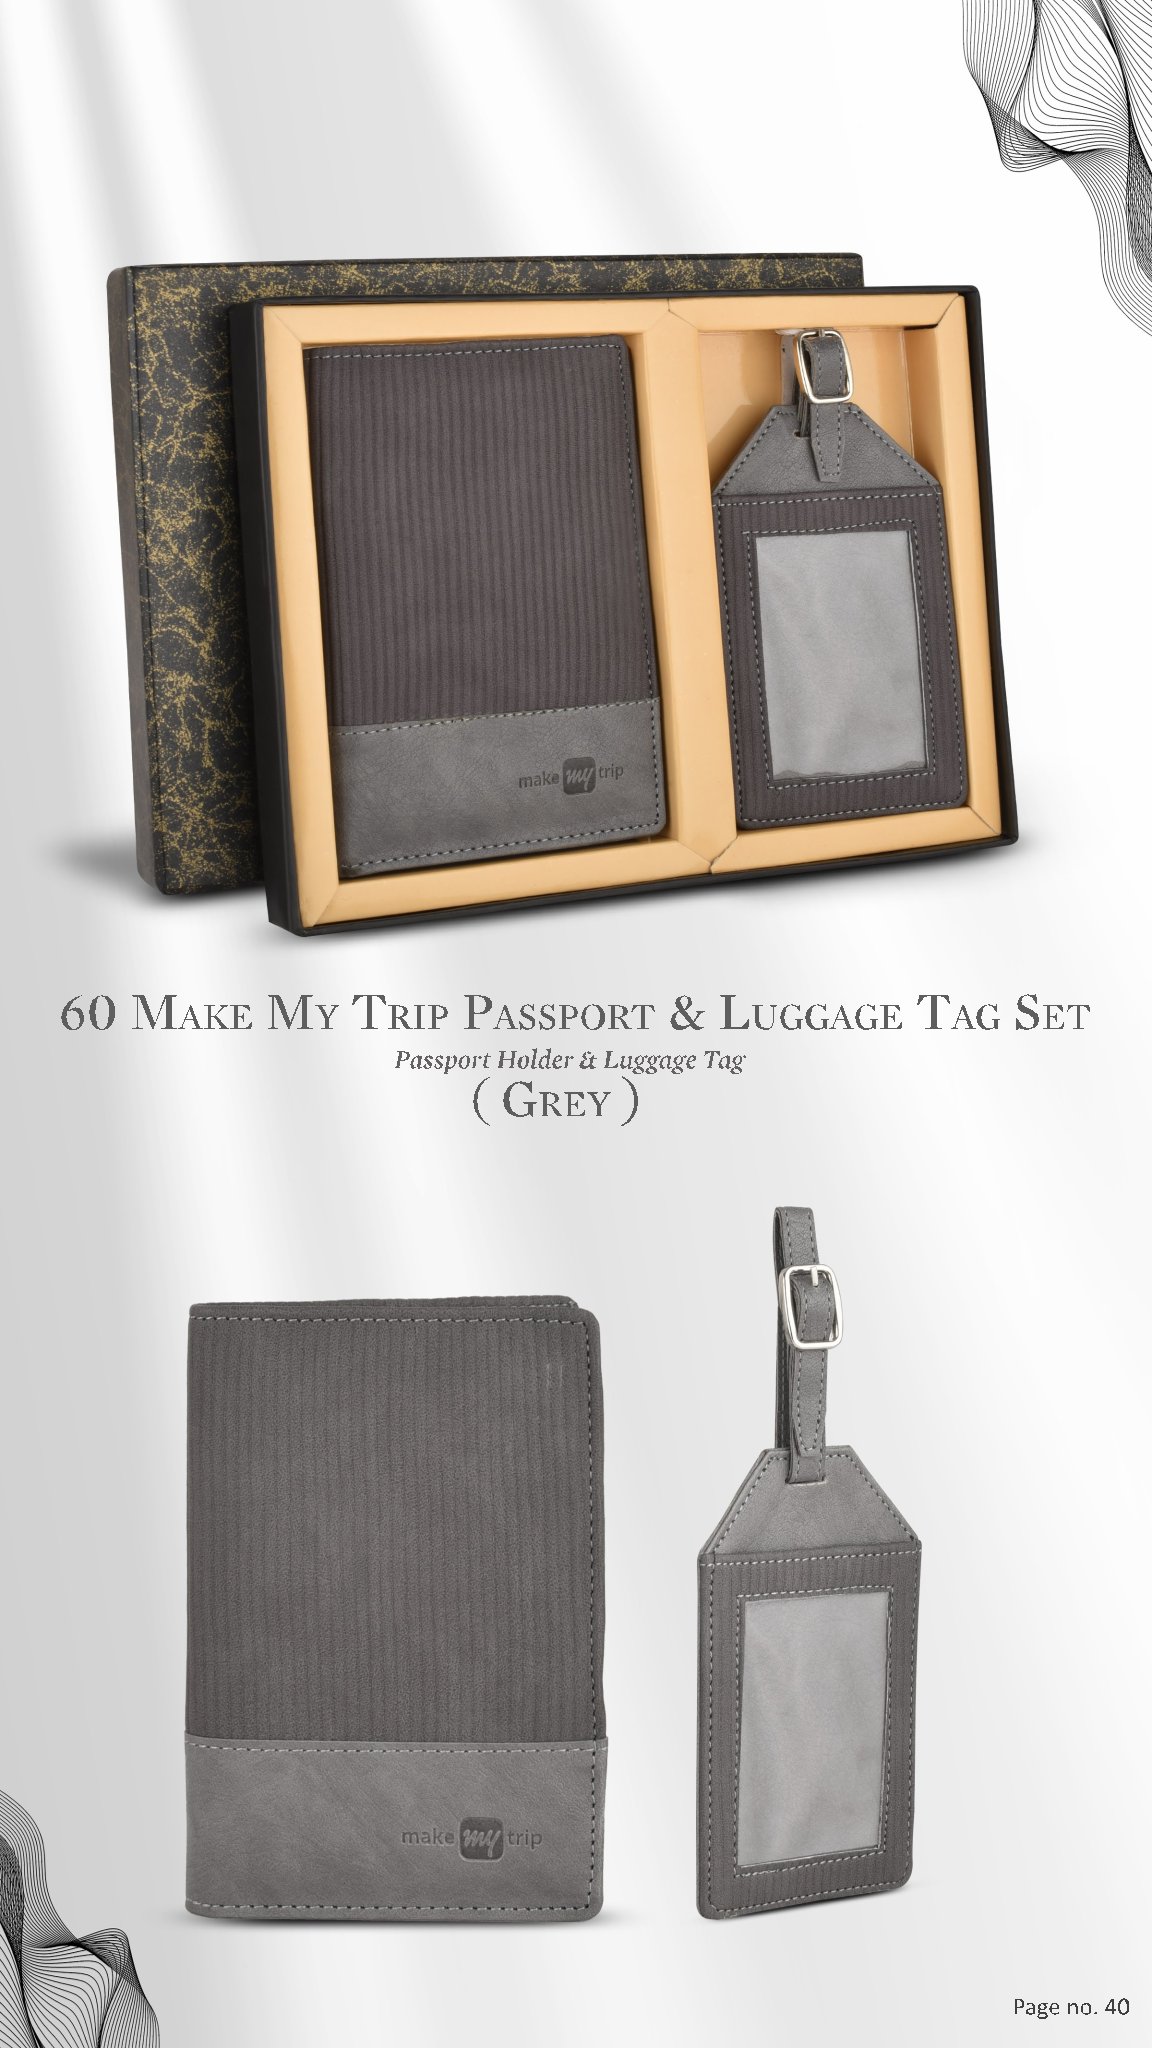 make my trip
60 Make My Trip Passport & Luggage Tag Set
Passport Holder & Luggage Tag
( Grey )
make my trip
Page no. 40